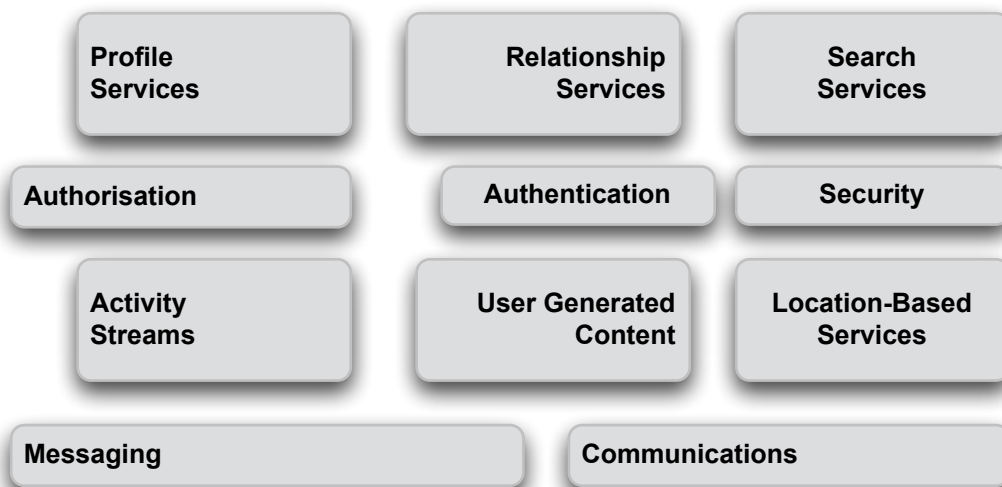 Profile
Services
Relationship
Services
Search
Services
Authorisation
Authentication
Security
Activity
Streams
User Generated
Content
Location-Based
Services
Messaging
Communications